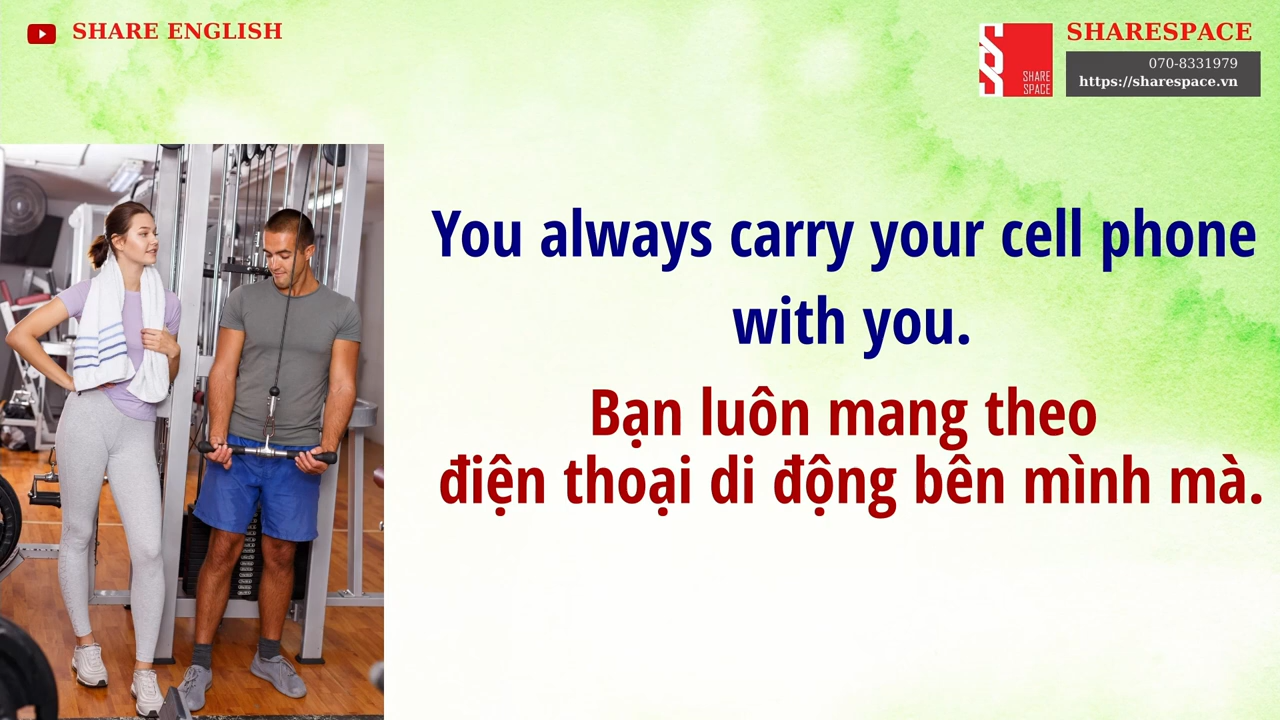 SHARE ENGLISH
SHARESPACE
070-8331979
https://sharespace.vn
SHARE
SPACE
You always carry your cell phone
with you.
Bạn luôn mang theo
điện thoại di động bên mình mà.